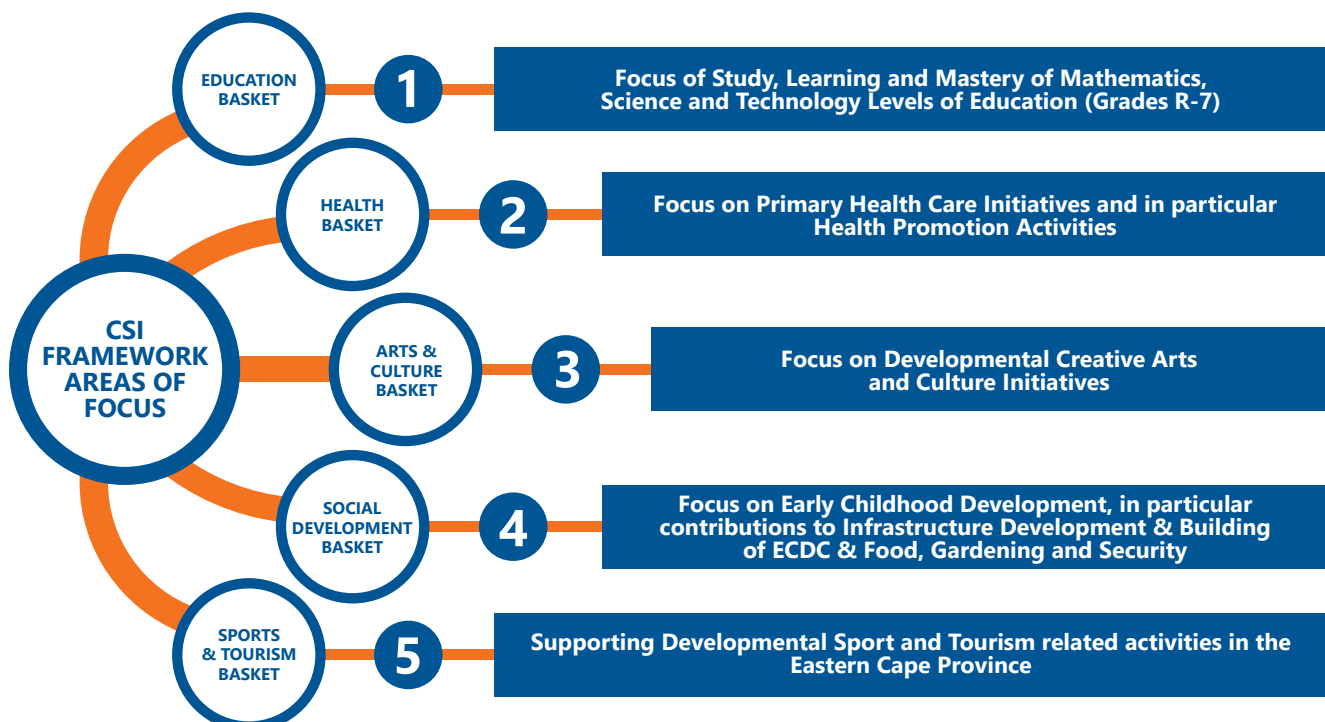 CSI
FRAMEWORK
AREAS OF
FOCUS
EDUCATION
BASKET
1
Focus of Study, Learning and Mastery of Mathematics,
Science and Technology Levels of Education (Grades R-7)
HEALTH
BASKET
2
Focus on Primary Health Care Initiatives and in particular
Health Promotion Activities
ARTS &
CULTURE
BASKET
3
Focus on Developmental Creative Arts
and Culture Initiatives
SOCIAL
DEVELOPMENT
BASKET
4
Focus on Early Childhood Development, in particular
contributions to Infrastructure Development & Building
of ECDC & Food, Gardening and Security
SPORTS
& TOURISM
BASKET
5
Supporting Developmental Sport and Tourism related activities in the
Eastern Cape Province